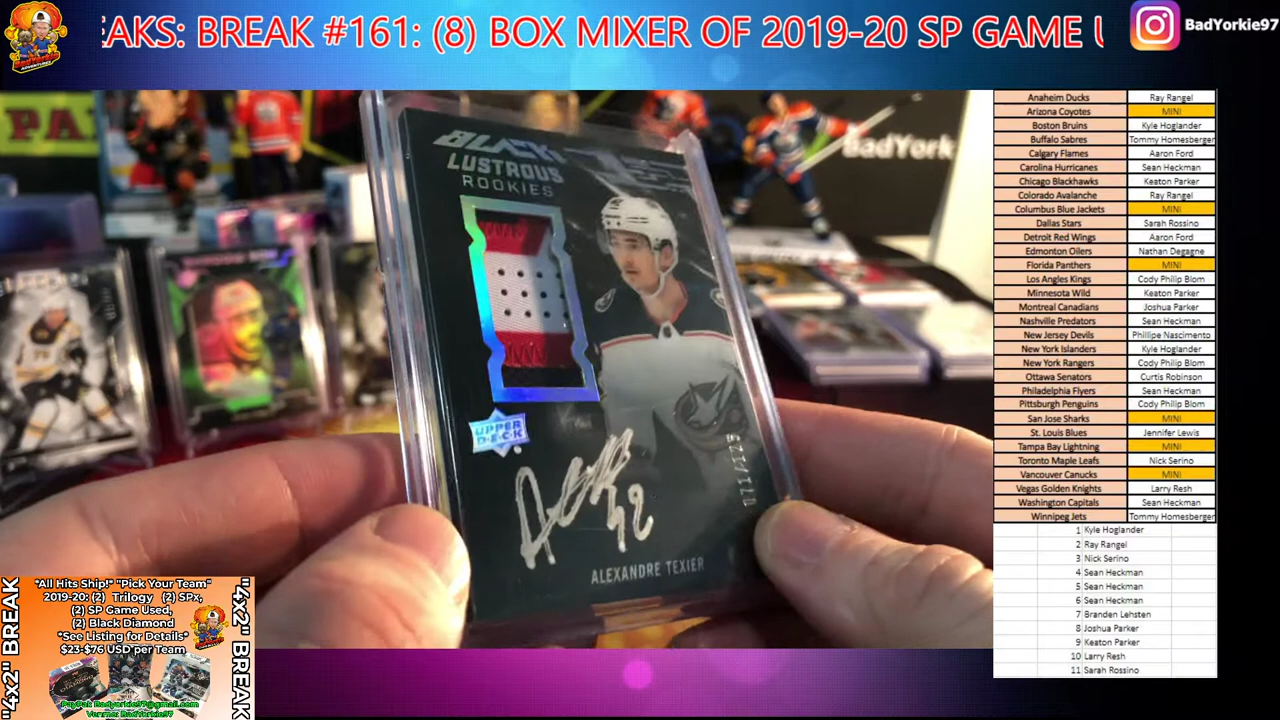 EAKS: BREAK #161: (8) BOX MIXER OF 2019-20 SP GAME U
BadYorkie97
BadYork
LUSTROUS
ROOKIES
UPPER
DECK
42
ALEXANDRE TEXIER
Anaheim Ducks Ray Rangel
Arizona Coyotes MINI
Boston Bruins Kyle Hoglander
Buffalo Sabres Tommy Homesberger
Calgary Flames Aaron Ford
Carolina Hurricanes Sean Heckman
Chicago Blackhawks Keaton Parker
Colorado Avalanche Ray Rangel
Columbus Blue Jackets MINI
Dallas Stars Sarah Rossino
Detroit Red Wings Aaron Ford
Edmonton Oilers Nathan Degagne
Florida Panthers MINI
Los Angeles Kings Cody Philip Blom
Minnesota Wild Keaton Parker
Montreal Canadians Joshua Parker
Nashville Predators Sean Heckman
New Jersey Devils Phillipe Nascimento
New York Islanders Kyle Hoglander
New York Rangers Cody Philip Blom
Ottawa Senators Curtis Robinson
Philadelphia Flyers Sean Heckman
Pittsburgh Penguins Cody Philip Blom
San Jose Sharks MINI
St. Louis Blues Jennifer Lewis
Tampa Bay Lightning MINI
Toronto Maple Leafs Nick Serino
Vancouver Canucks MINI
Vegas Golden Knights Larry Resh
Washington Capitals Sean Heckman
Winnipeg Jets Tommy Homesberger
1 Kyle Hoglander
2 Ray Rangel
3 Nick Serino
4 Sean Heckman
5 Sean Heckman
6 Sean Heckman
7 Branden Lehsten
8 Joshua Parker
9 Keaton Parker
10 Larry Resh
11 Sarah Rossino
"4x2" BREAK
"All Hits Ship!" "Pick Your Team"
2019-20: (2) Trilogy (2) SPx,
(2) SP Game Used,
(2) Black Diamond
*See Listing for Details*
$23-$76 USD per Team
PayPak Badyorkie97@gmail.com
Venmo: BadYorkie97
"4x2" BREAK